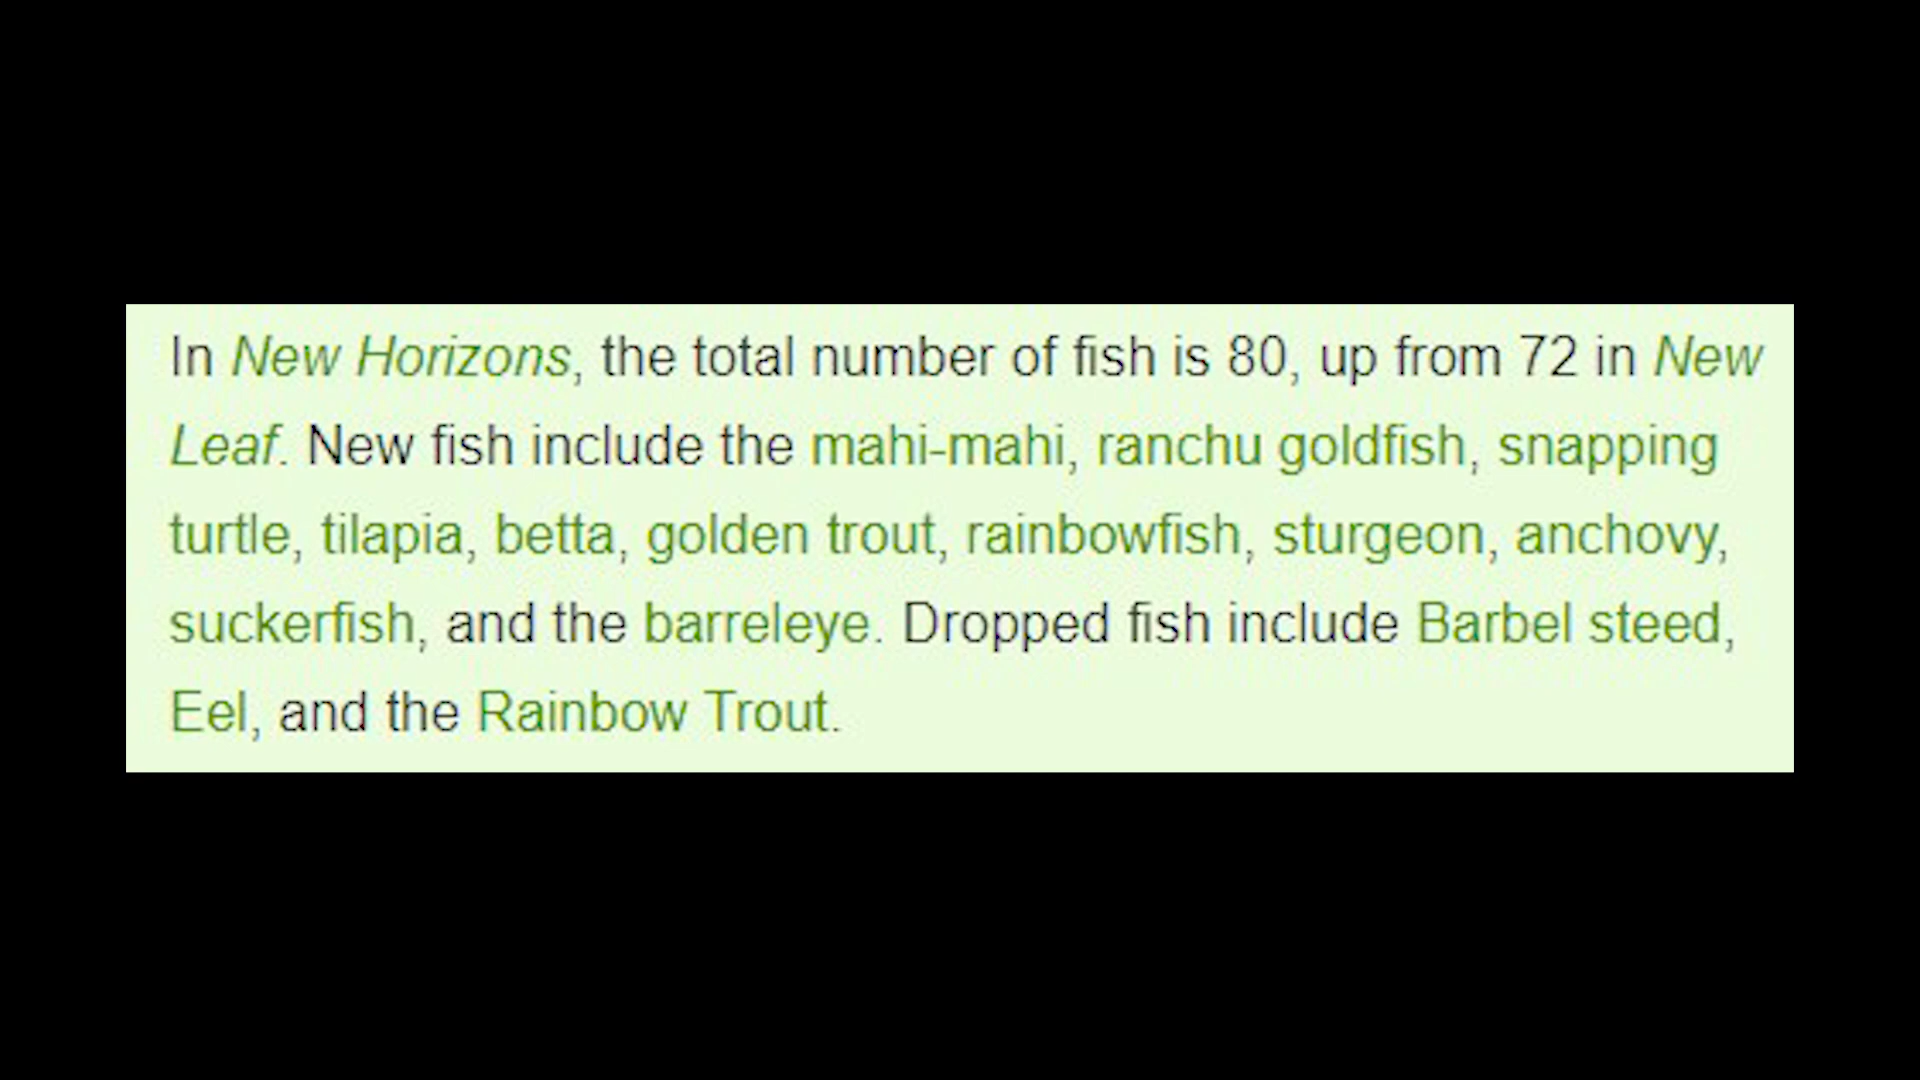 In New Horizons, the total number of fish is 80, up from 72 in New
Leaf. New fish include the mahi-mahi, ranchu goldfish, snapping
turtle, tilapia, betta, golden trout, rainbowfish, sturgeon, anchovy,
suckerfish, and the barreleye. Dropped fish include Barbel steed,
Eel, and the Rainbow Trout.